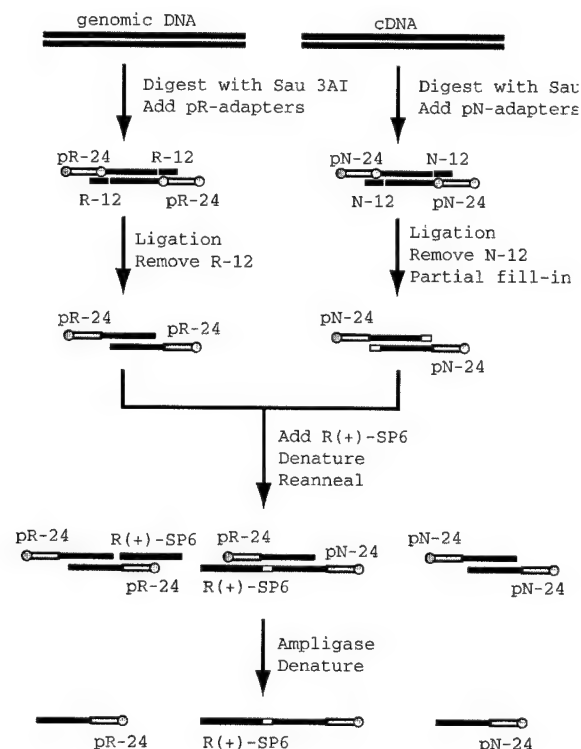 genomic DNA
cDNA
Digest with Sau 3AI
Add pR-adapters
Digest with Sau
Add pN-adapters
pR-24
R-12
R-12
pR-24
pN-24
N-12
N-12
pN-24
Ligation
Remove R-12
Ligation
Remove N-12
Partial fill-in
pR-24
pR-24
pN-24
pN-24
Add R(+)-SP6
Denature
Reanneal
pR-24
R(+)-SP6
pR-24
pR-24
pN-24
R(+)-SP6
pN-24
pN-24
Ampligase
Denature
pR-24
R(+)-SP6
pN-24